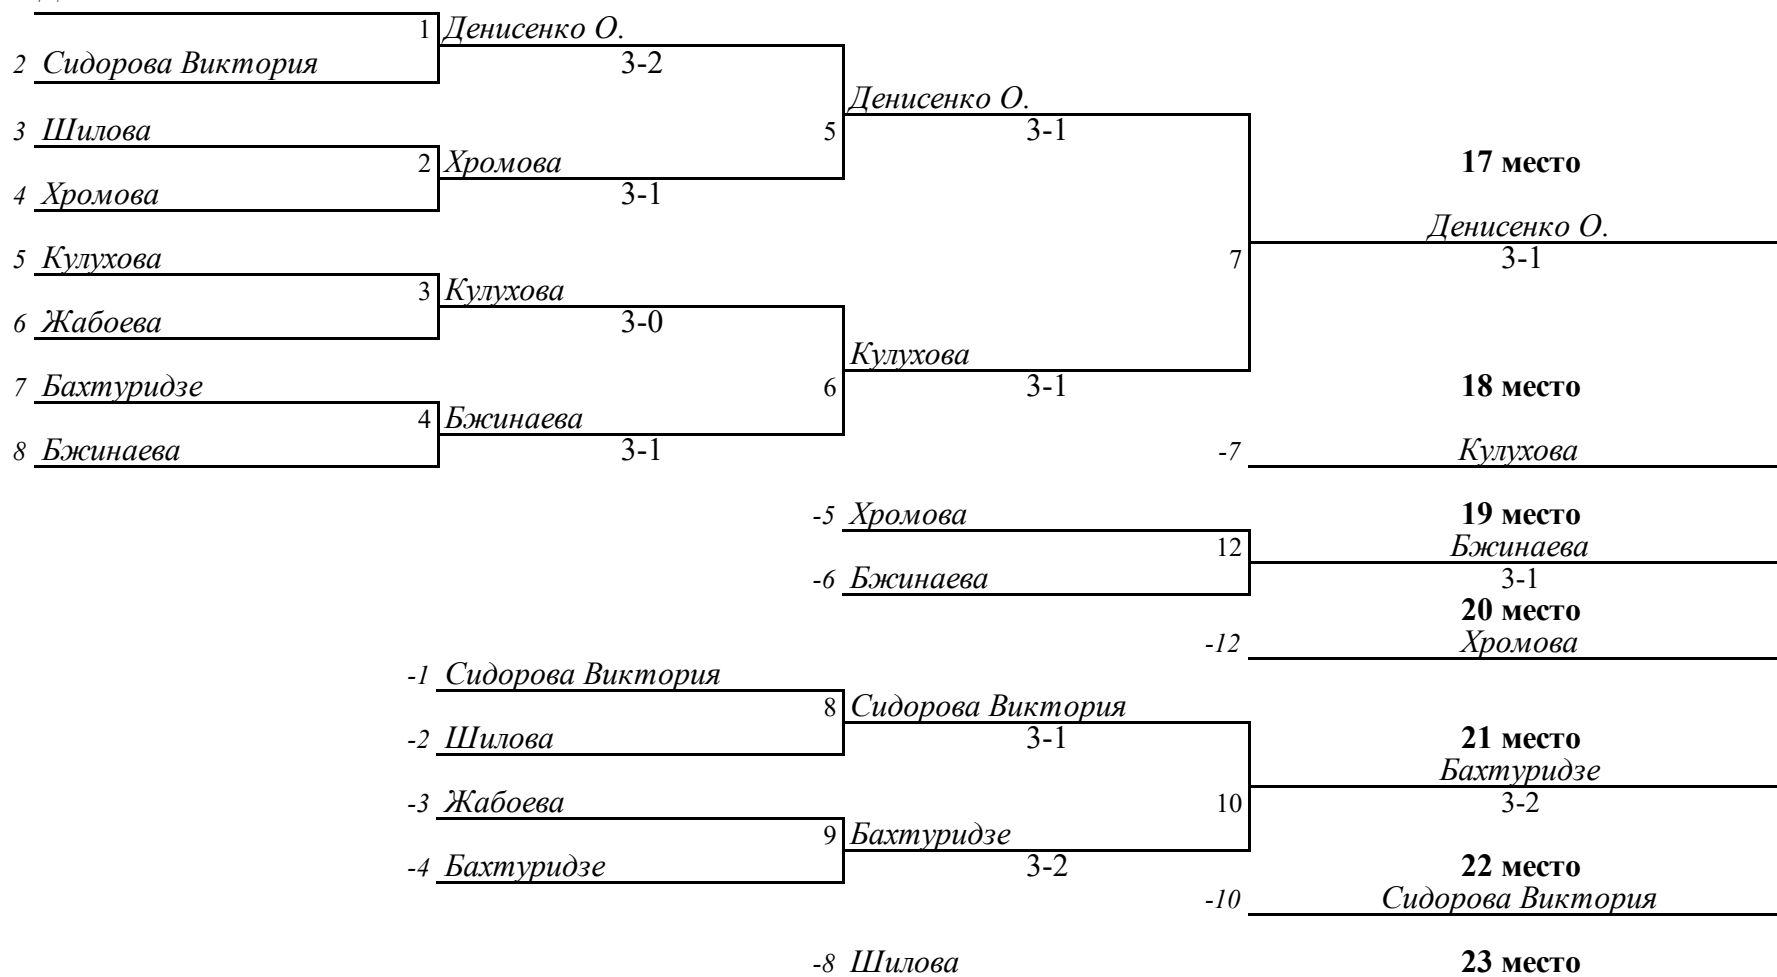 1 Денисенко О.
2 Сидорова Виктория 3-2
Денисенко О.
3 Шилова 5 3-1
2 Хромова 17 место
4 Хромова 3-1
Денисенко О.
5 Кулухова 7 3-1
3 Кулухова
6 Жабоева 3-0
Кулухова
7 Бахтуридзе 6 3-1 18 место
4 Бжинаева
8 Бжинаева 3-1 -7 Кулухова
-5 Хромова 19 место
12 Бжинаева
-6 Бжинаева 3-1
20 место
-12 Хромова
-1 Сидорова Виктория
8 Сидорова Виктория
-2 Шилова 3-1 21 место
Бахтуридзе
-3 Жабоева 10 3-2
9 Бахтуридзе
-4 Бахтуридзе 3-2 22 место
-10 Сидорова Виктория
-8 Шилова 23 место